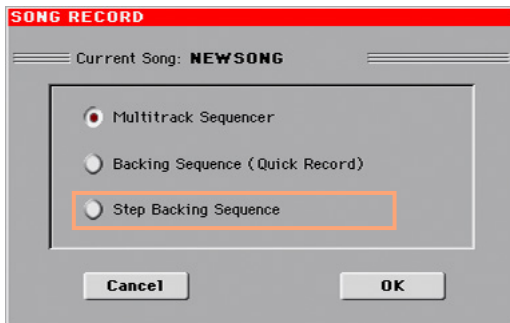 SONG RECORD
Current Song: NEWSONG
Multitrack Sequencer
Backing Sequence (Quick Record)
Step Backing Sequence
Cancel OK